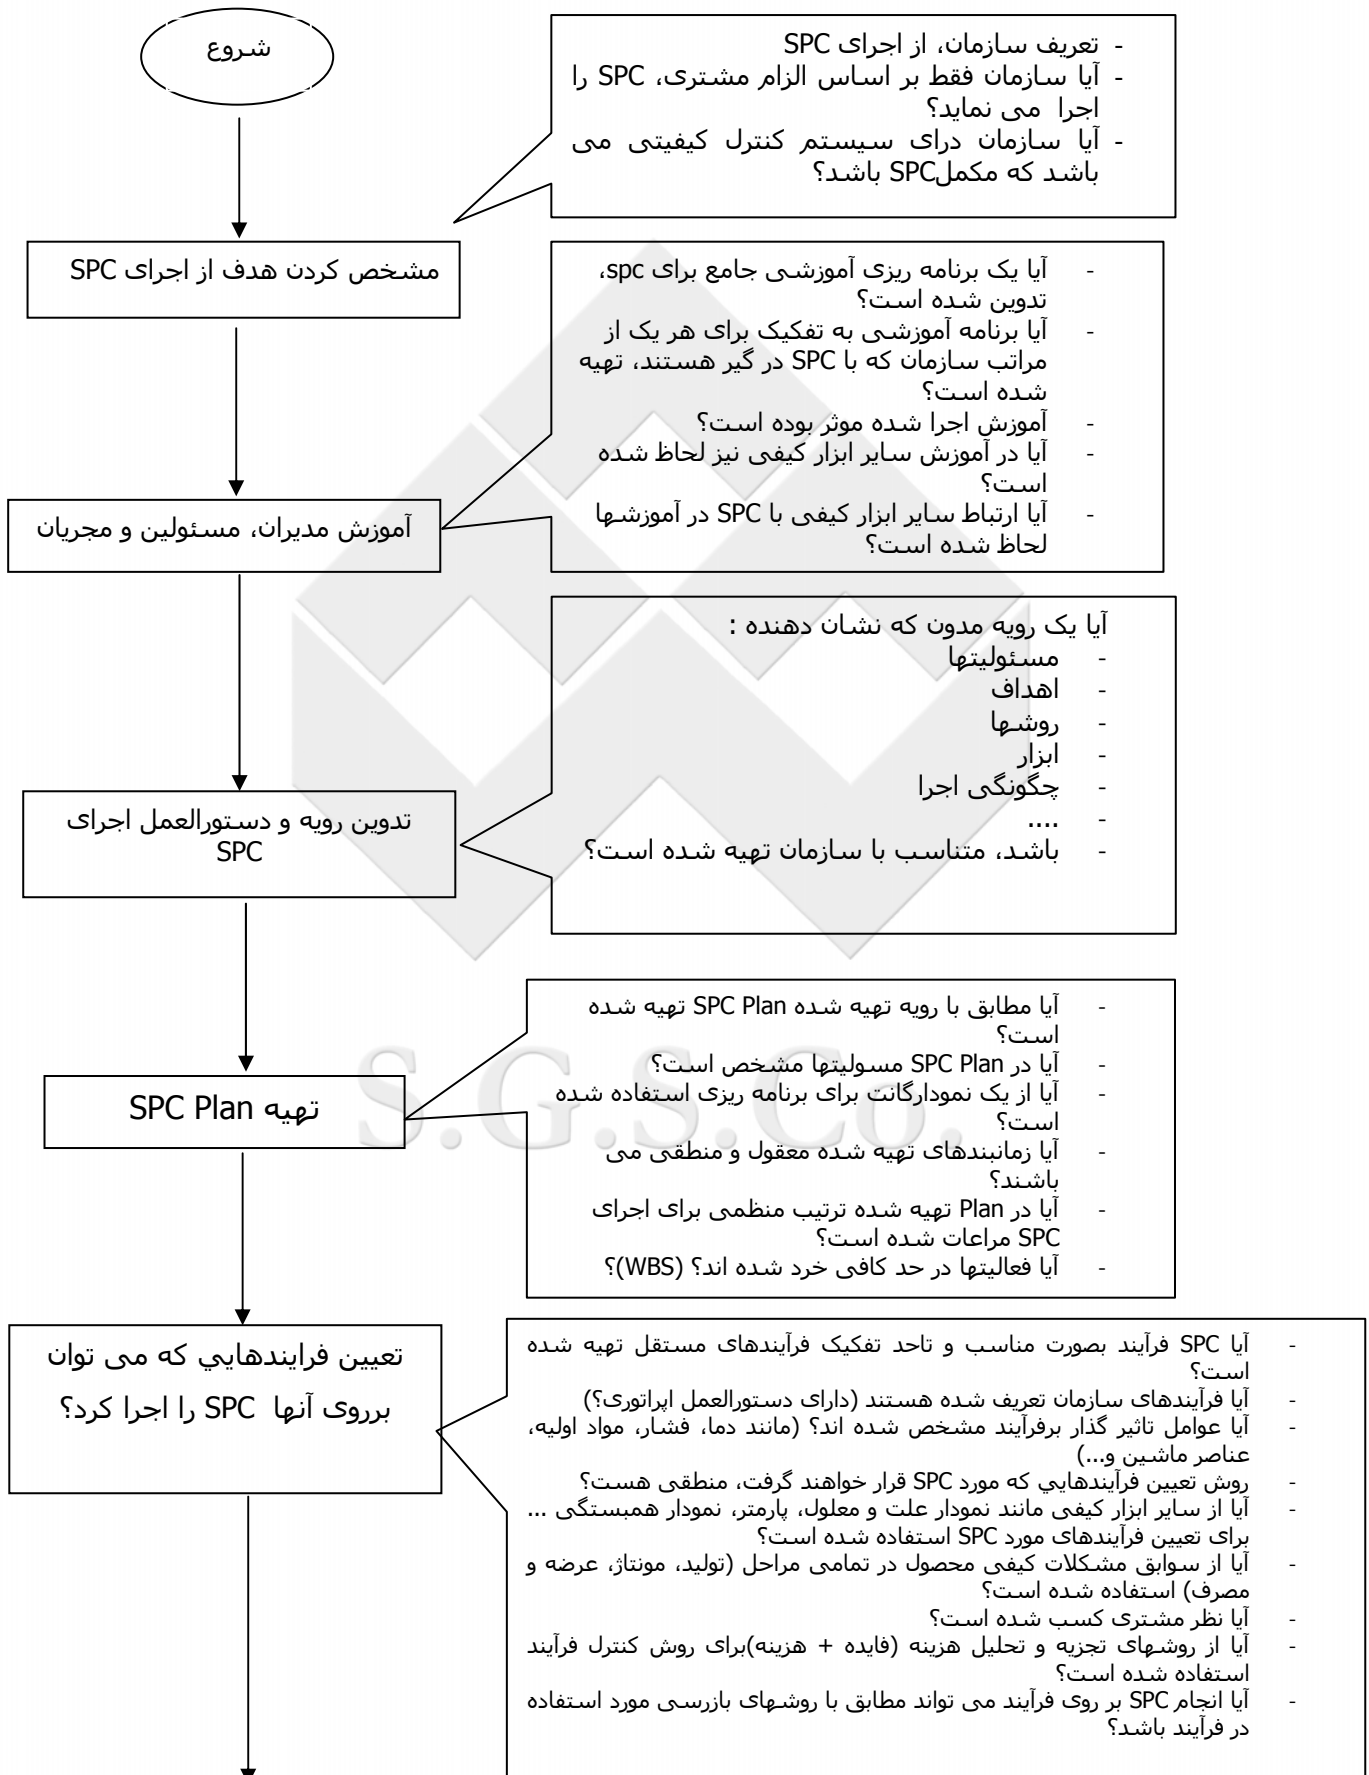 شروع
- تعریف سازمان، از اجرای SPC
- آیا سازمان فقط بر اساس الزام مشتری، SPC را
اجرا می نماید؟
- آیا سازمان درای سیستم کنترل کیفیتی می
باشد که مکملSPC باشد؟
مشخص کردن هدف از اجرای SPC
- آیا یک برنامه ریزی آموزشی جامع برای spc،
تدوین شده است؟
- آیا برنامه آموزشی به تفکیک برای هر یک از
مراتب سازمان که با SPC در گیر هستند، تهیه
شده است؟
- آموزش اجرا شده موثر بوده است؟
- آیا در آموزش سایر ابزار کیفی نیز لحاظ شده
است؟
- آیا ارتباط سایر ابزار کیفی با SPC در آموزشها
لحاظ شده است؟
آموزش مدیران، مسئولین و مجریان
آیا یک رویه مدون که نشان دهنده :
- مسئولیتها
- اهداف
- روشها
- ابزار
- چگونگی اجرا
- ....
- باشد، متناسب با سازمان تهیه شده است؟
تدوین رویه و دستورالعمل اجرای
SPC
- آیا مطابق با رویه تهیه شده SPC Plan تهیه شده
است؟
- آیا در SPC Plan مسولیتها مشخص است؟
- آیا از یک نمودارگانت برای برنامه ریزی استفاده شده
است؟
- آیا زمانبندهای تهیه شده معقول و منطقی می
باشند؟
- آیا در Plan تهیه شده ترتیب منظمی برای اجرای
SPC مراعات شده است؟
- آیا فعالیتها در حد کافی خرد شده اند؟ (WBS)؟
تهیه SPC Plan
S.G.S.Co.
تعیین فرایندهایي که می توان
برروی آنها SPC را اجرا کرد؟
- آیا SPC فرآیند بصورت مناسب و تاحد تفکیک فرآیندهای مستقل تهیه شده
است؟
- آیا فرآیندهای سازمان تعریف شده هستند (دارای دستورالعمل اپراتوری؟)
- آیا عوامل تاثیر گذار برفرآیند مشخص شده اند؟ (مانند دما، فشار، مواد اولیه،
عناصر ماشین و...)
- روش تعیین فرآیندهایي که مورد SPC قرار خواهند گرفت، منطقی هست؟
- آیا از سایر ابزار کیفی مانند نمودار علت و معلول، پارمتر، نمودار همبستگی ...
برای تعیین فرآیندهای مورد SPC استفاده شده است؟
- آیا از سوابق مشکلات کیفی محصول در تمامی مراحل (تولید، مونتاژ، عرضه و
مصرف) استفاده شده است؟
- آیا نظر مشتری کسب شده است؟
- آیا از روشهای تجزیه و تحلیل هزینه (فایده + هزینه)برای روش کنترل فرآیند
استفاده شده است؟
- آیا انجام SPC بر روی فرآیند می تواند مطابق با روشهای بازرسی مورد استفاده
در فرآیند باشد؟